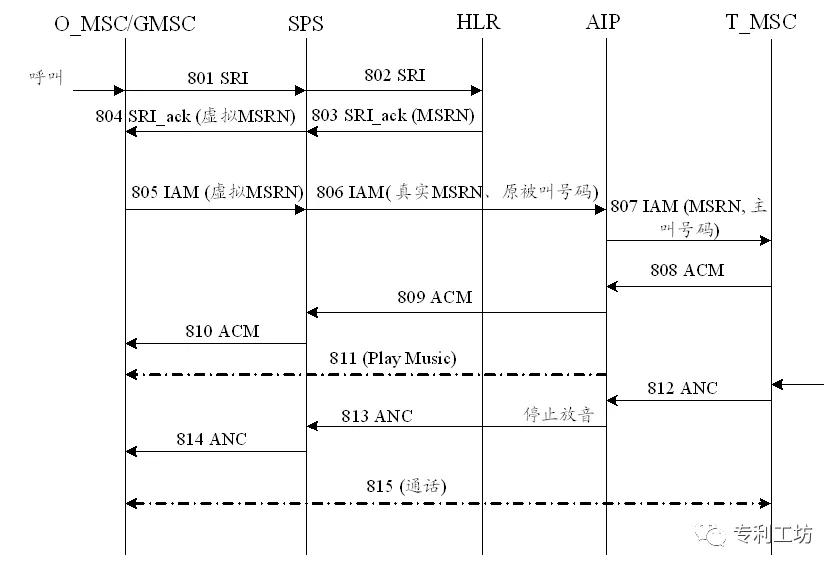 O_MSC/GMSC SPS HLR AIP T_MSC
呼叫
801 SRI 802 SRI
804 SRI_ack (虚拟MSRN) 803 SRI_ack (MSRN)
805 IAM (虚拟MSRN) 806 IAM( 真实MSRN、原被叫号码)
807 IAM (MSRN, 主
叫号码)
808 ACM
809 ACM
810 ACM
811 (Play Music)
812 ANC
813 ANC 停止放音
814 ANC
815 (通话)
专利工坊